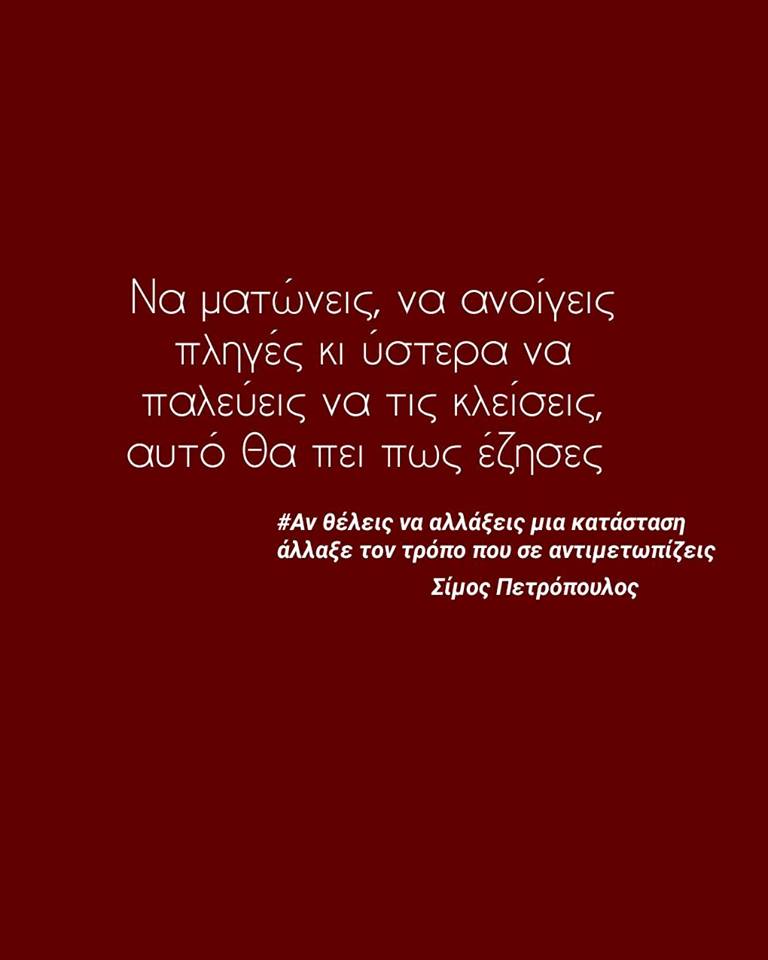 Να ματώνεις, να ανοίγεις
πληγές κι ύστερα να
παλεύεις να τις κλείσεις,
αυτό θα πει πως έζησες
#Αν θέλεις να αλλάξεις μια κατάσταση
άλλαξε τον τρόπο που σε αντιμετωπίζεις
Σίμος Πετρόπουλος